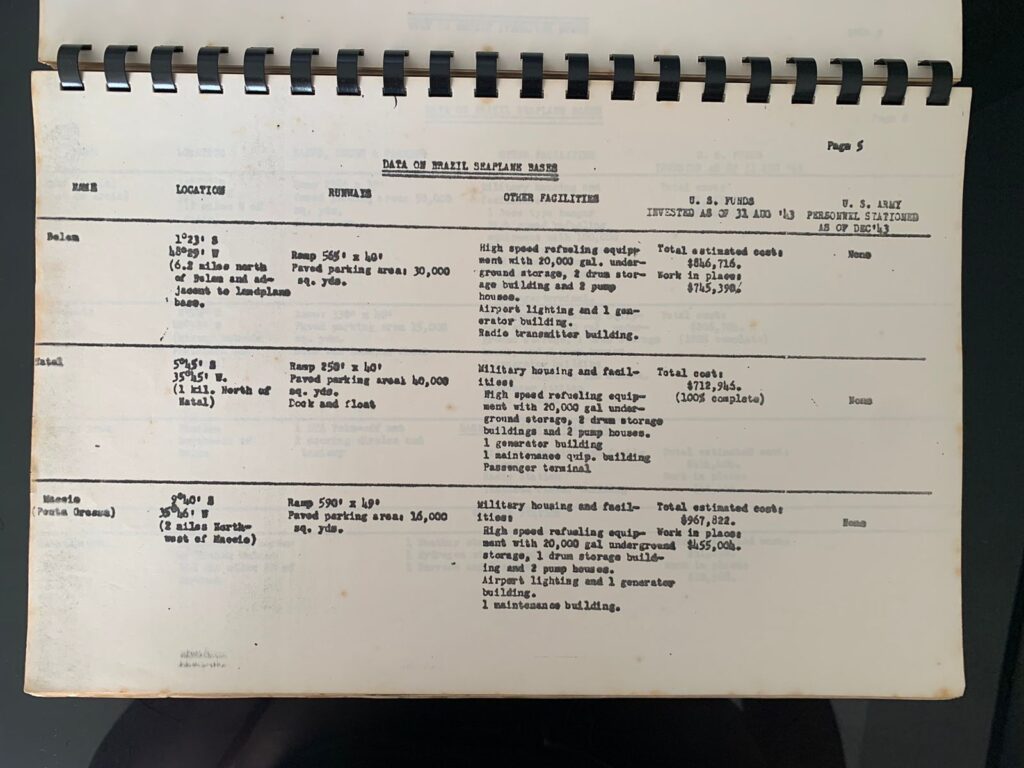 Page 5
DATA ON BRAZIL SEAPLANE BASES
NAME LOCATION RUNWAYS OTHER FACILITIES U. S. FUNDS INVESTED AS OF 31 AUG '43 U. S. ARMY PERSONNEL STATIONED AS OF DEC'43
Belem
1°23' S
48°29' W
(6.2 miles north
of Belem and ad-
jacent to landplane
base.
Ramp 565' x 40'
Paved parking area: 30,000
sq. yds.
High speed refueling equip-
ment with 20,000 gal. under-
ground storage, 2 drum stor-
age building and 2 pump
houses.
Airport lighting and 1 gen-
erator building.
Radio transmitter building.
Total estimated cost:
$846,716.
Work in place:
$745,398.
None
Natal
5°45' S
35°15' W.
(1 kil. North of
Natal)
Ramp 250' x 40'
Paved parking area: 40,000
sq. yds.
Dock and float
Military housing and facil-
ities:
High speed refueling equip-
ment with 20,000 gal under-
ground storage, 2 drum storage
buildings and 2 pump houses.
1 generator building
1 maintenance quip. building
Passenger terminal
Total cost:
$712,946.
(100% complete)
None
Maceio
(Ponta Grossa)
9°40' S
35°46' W
(2 miles North-
west of Maceio)
Ramp 590' x 49'
Paved parking area: 16,000
sq. yds.
Military housing and facil-
ities:
High speed refueling equip-
ment with 20,000 gal underground
storage, 1 drum storage build-
ing and 2 pump houses.
Airport lighting and 1 generator
building.
1 maintenance building.
Total estimated cost:
$967,822.
Work in place:
$455,004.
None